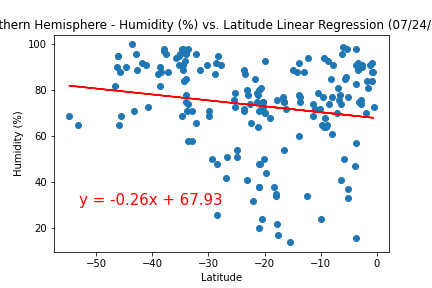 thern Hemisphere - Humidity (%) vs. Latitude Linear Regression (07/24/
100
80
60
40
20
Humidity (%)
y = -0.26x + 67.93
−50 −40 −30 −20 −10 0
Latitude